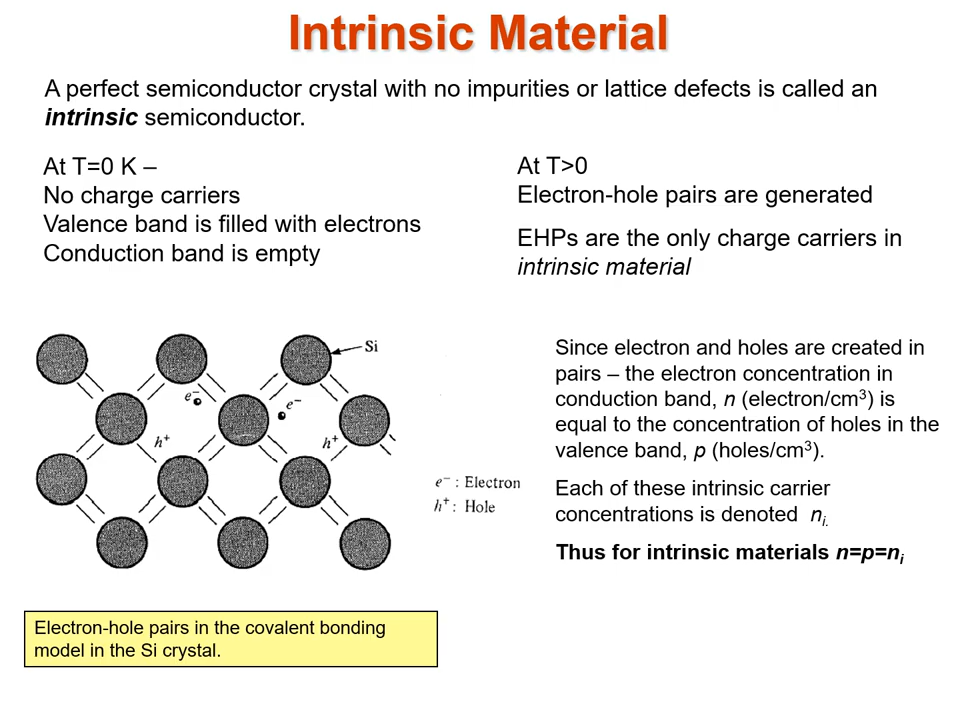 Intrinsic Material
A perfect semiconductor crystal with no impurities or lattice defects is called an
intrinsic semiconductor.
At T=0 K –
No charge carriers
Valence band is filled with electrons
Conduction band is empty
At T>0
Electron-hole pairs are generated
EHPs are the only charge carriers in
intrinsic material
Si
e⁻
e⁻
h⁺
h⁺
e⁻ : Electron
h⁺ : Hole
Since electron and holes are created in
pairs – the electron concentration in
conduction band, n (electron/cm³) is
equal to the concentration of holes in the
valence band, p (holes/cm³).
Each of these intrinsic carrier
concentrations is denoted nᵢ.
Thus for intrinsic materials n=p=nᵢ
Electron-hole pairs in the covalent bonding
model in the Si crystal.